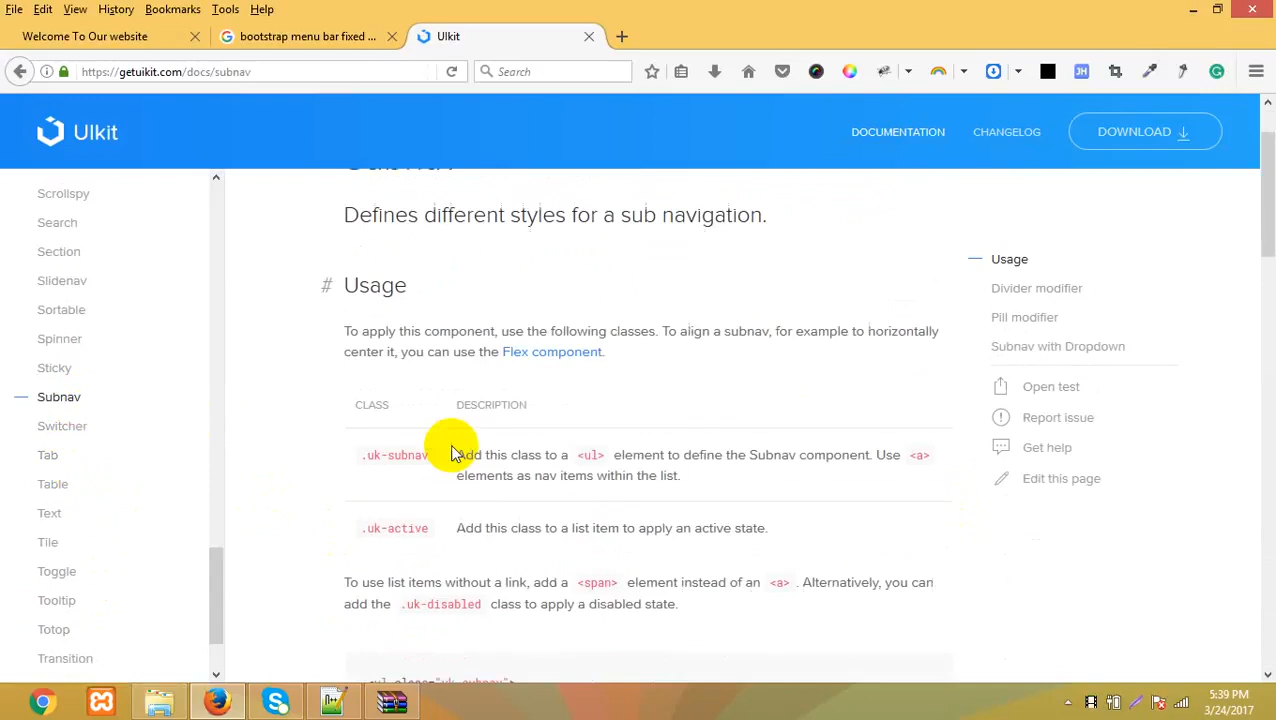 File Edit View History Bookmarks Tools Help
Welcome To Our website
bootstrap menu bar fixed ...
UIkit
https://getuikit.com/docs/subnav
Search
UIkit
DOCUMENTATION
CHANGELOG
DOWNLOAD
Scrollspy
Search
Section
Slidenav
Sortable
Spinner
Sticky
Subnav
Switcher
Tab
Table
Text
Tile
Toggle
Tooltip
Totop
Transition
Defines different styles for a sub navigation.
# Usage
To apply this component, use the following classes. To align a subnav, for example to horizontally
center it, you can use the Flex component.
CLASS DESCRIPTION
.uk-subnav Add this class to a <ul> element to define the Subnav component. Use <a>
elements as nav items within the list.
.uk-active Add this class to a list item to apply an active state.
To use list items without a link, add a <span> element instead of an <a>. Alternatively, you can
add the .uk-disabled class to apply a disabled state.
Usage
Divider modifier
Pill modifier
Subnav with Dropdown
Open test
Report issue
Get help
Edit this page
JH
5:39 PM
3/24/2017